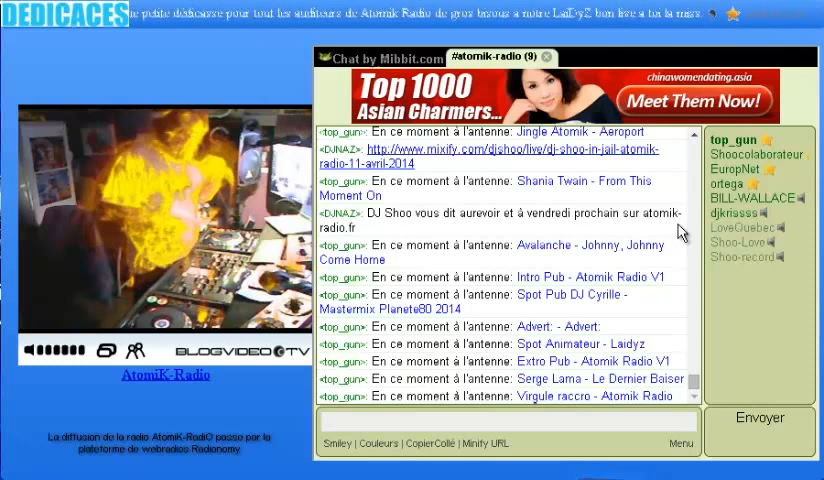 DEDICACES
e petite dédicasse pour tout les auditeurs de Atomik Radio de gros bisous a notre LaiDyZ bon live a toi la miss.
Chat by Mibbit.com
#atomik-radio (9)
Top 1000
Asian Charmers...
chinawomendating.asia
Meet Them Now!
<top_gun>: En ce moment à l'antenne: Jingle Atomik - Aeroport
<DJNAZ>: http://www.mixify.com/djshoo/live/dj-shoo-in-jail-atomik-
radio-11-avril-2014
<top_gun>: En ce moment à l'antenne: Shania Twain - From This
Moment On
<DJNAZ>: DJ Shoo vous dit aurevoir et à vendredi prochain sur atomik-
radio.fr
<top_gun>: En ce moment à l'antenne: Avalanche - Johnny, Johnny
Come Home
<top_gun>: En ce moment à l'antenne: Intro Pub - Atomik Radio V1
<top_gun>: En ce moment à l'antenne: Spot Pub DJ Cyrille -
Mastermix Planete80 2014
<top_gun>: En ce moment à l'antenne: Advert: - Advert:
<top_gun>: En ce moment à l'antenne: Spot Animateur - Laidyz
<top_gun>: En ce moment à l'antenne: Extro Pub - Atomik Radio V1
<top_gun>: En ce moment à l'antenne: Serge Lama - Le Dernier Baiser
<top_gun>: En ce moment à l'antenne: Virgule raccro - Atomik Radio
top_gun
Shoocolaborateur
EuropNet
ortega
BILL-WALLACE
djkrissss
LoveQuebec
Shoo-Love
Shoo-record
Envoyer
Smiley | Couleurs | CopierCollé | Minify URL
Menu
BLOGVIDEO TV
AtomiK-Radio
La diffusion de la radio AtomiK-RadiO passe par la
plateforme de webradios Radionomy